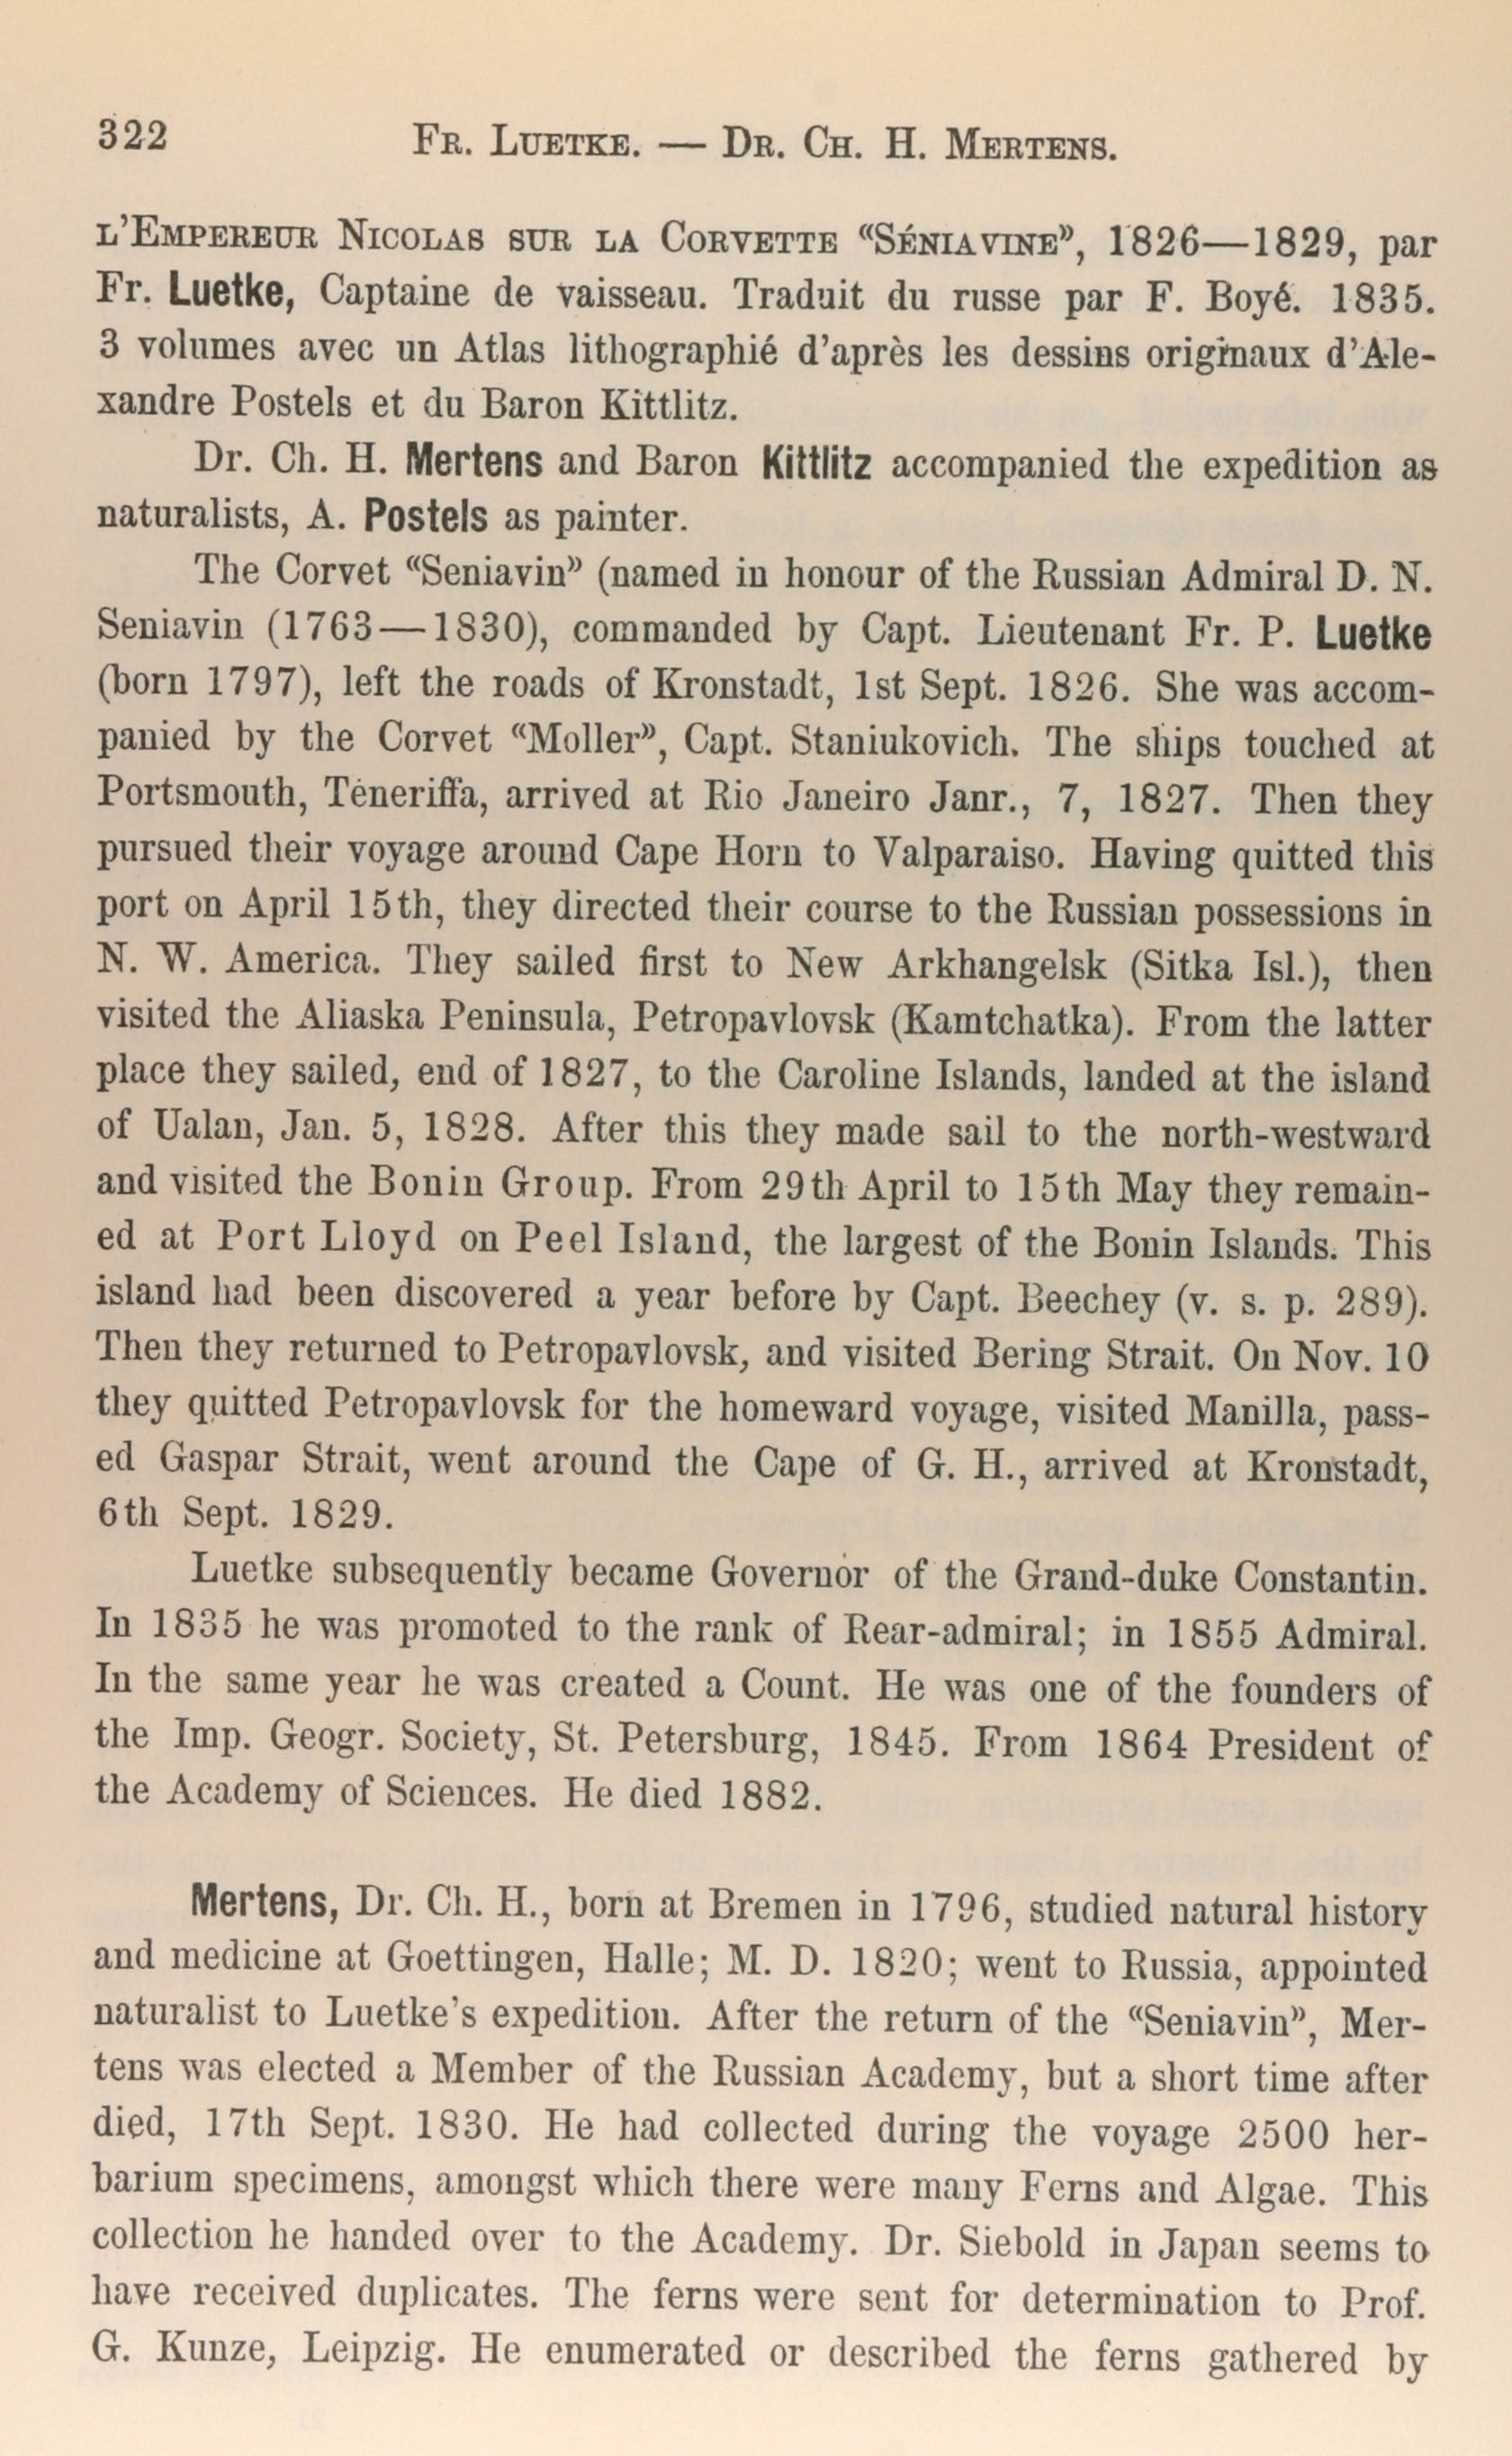 322 FR. LUETKE. — DR. CH. H. MERTENS.
L'EMPEREUR NICOLAS SUR LA CORVETTE “SÉNIAVINE”, 1826—1829, par
Fr. Luetke, Captaine de vaisseau. Traduit du russe par F. Boyé. 1835.
3 volumes avec un Atlas lithographié d'après les dessins originaux d'Ale-
xandre Postels et du Baron Kittlitz.
Dr. Ch. H. Mertens and Baron Kittlitz accompanied the expedition as
naturalists, A. Postels as painter.
The Corvet “Seniavin” (named in honour of the Russian Admiral D. N.
Seniavin (1763—1830), commanded by Capt. Lieutenant Fr. P. Luetke
(born 1797), left the roads of Kronstadt, 1st Sept. 1826. She was accom-
panied by the Corvet “Moller”, Capt. Staniukovich. The ships touched at
Portsmouth, Teneriffa, arrived at Rio Janeiro Janr., 7, 1827. Then they
pursued their voyage around Cape Horn to Valparaiso. Having quitted this
port on April 15th, they directed their course to the Russian possessions in
N. W. America. They sailed first to New Arkhangelsk (Sitka Isl.), then
visited the Aliaska Peninsula, Petropavlovsk (Kamtchatka). From the latter
place they sailed, end of 1827, to the Caroline Islands, landed at the island
of Ualan, Jan. 5, 1828. After this they made sail to the north-westward
and visited the Bonin Group. From 29th April to 15th May they remain-
ed at Port Lloyd on Peel Island, the largest of the Bonin Islands. This
island had been discovered a year before by Capt. Beechey (v. s. p. 289).
Then they returned to Petropavlovsk, and visited Bering Strait. On Nov. 10
they quitted Petropavlovsk for the homeward voyage, visited Manilla, pass-
ed Gaspar Strait, went around the Cape of G. H., arrived at Kronstadt,
6th Sept. 1829.
Luetke subsequently became Governor of the Grand-duke Constantin.
In 1835 he was promoted to the rank of Rear-admiral; in 1855 Admiral.
In the same year he was created a Count. He was one of the founders of
the Imp. Geogr. Society, St. Petersburg, 1845. From 1864 President of
the Academy of Sciences. He died 1882.
Mertens, Dr. Ch. H., born at Bremen in 1796, studied natural history
and medicine at Goettingen, Halle; M. D. 1820; went to Russia, appointed
naturalist to Luetke's expedition. After the return of the “Seniavin”, Mer-
tens was elected a Member of the Russian Academy, but a short time after
died, 17th Sept. 1830. He had collected during the voyage 2500 her-
barium specimens, amongst which there were many Ferns and Algae. This
collection he handed over to the Academy. Dr. Siebold in Japan seems to
have received duplicates. The ferns were sent for determination to Prof.
G. Kunze, Leipzig. He enumerated or described the ferns gathered by